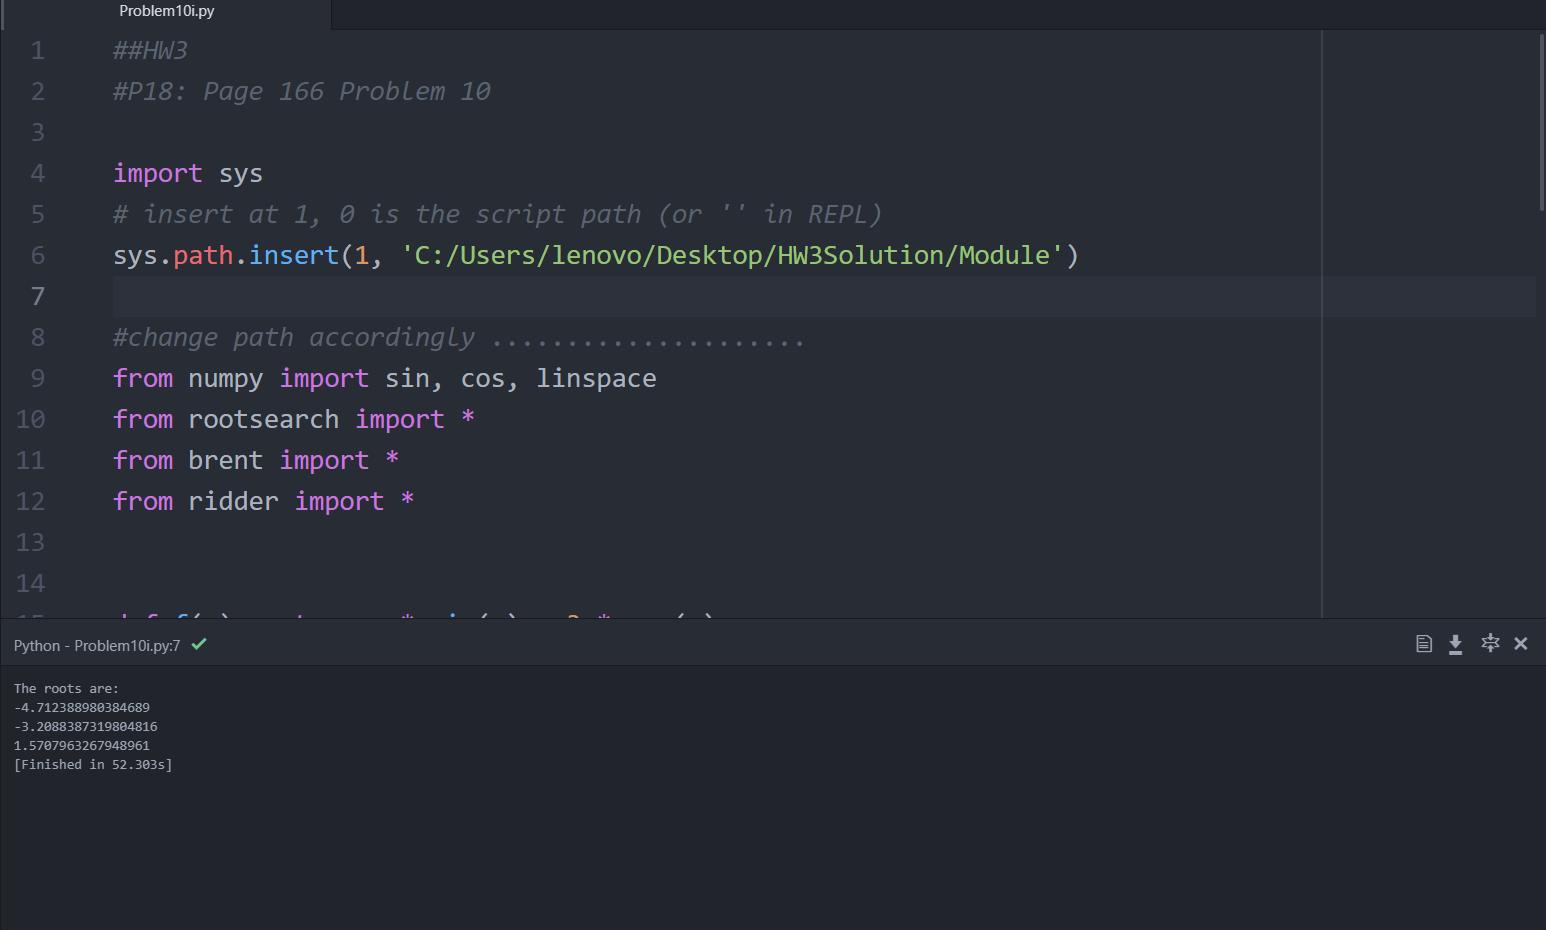 Problem10i.py
1 ##HW3
2 #P18: Page 166 Problem 10
3
4 import sys
5 # insert at 1, 0 is the script path (or '' in REPL)
6 sys.path.insert(1, 'C:/Users/lenovo/Desktop/HW3Solution/Module')
7
8 #change path accordingly .....................
9 from numpy import sin, cos, linspace
10 from rootsearch import *
11 from brent import *
12 from ridder import *
13
14
Python - Problem10i.py:7
The roots are:
-4.712388980384689
-3.2088387319804816
1.5707963267948961
[Finished in 52.303s]